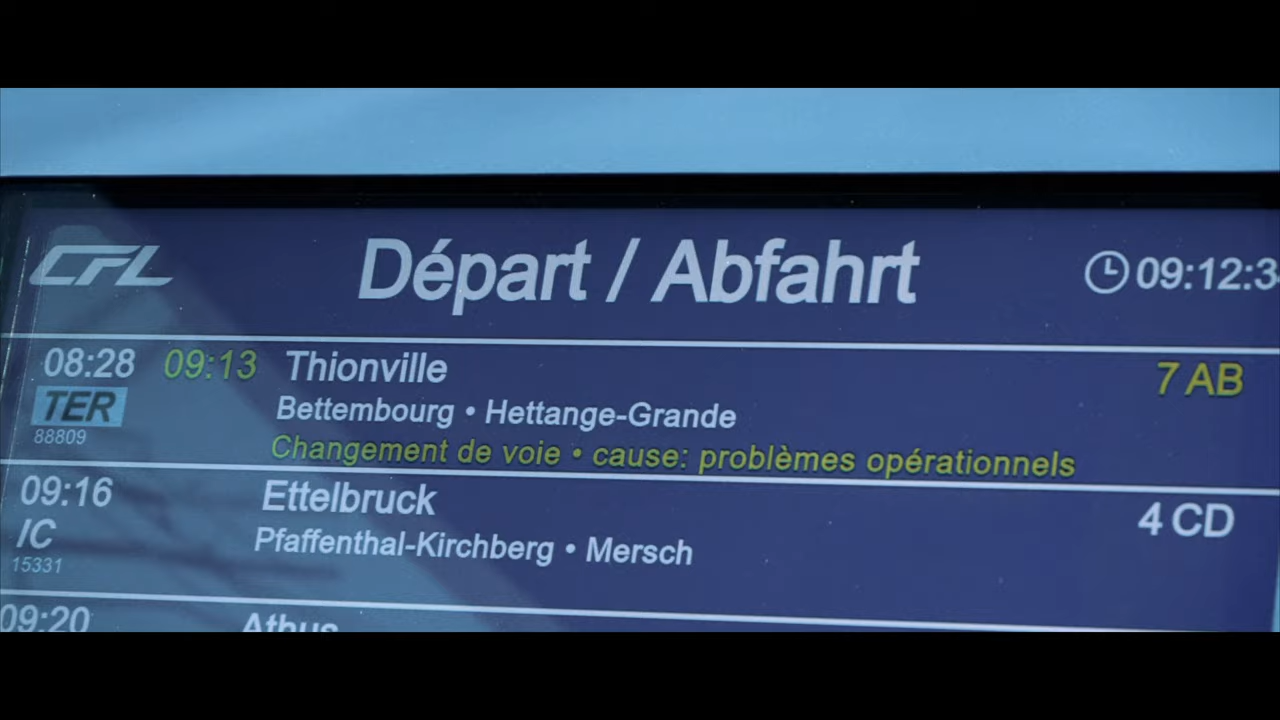 CFL Départ / Abfahrt 09:12:3
08:28 09:13 Thionville 7 AB
TER Bettembourg • Hettange-Grande
88809 Changement de voie • cause: problèmes opérationnels
09:16 Ettelbruck 4 CD
IC Pfaffenthal-Kirchberg • Mersch
15331
09:20 Athus